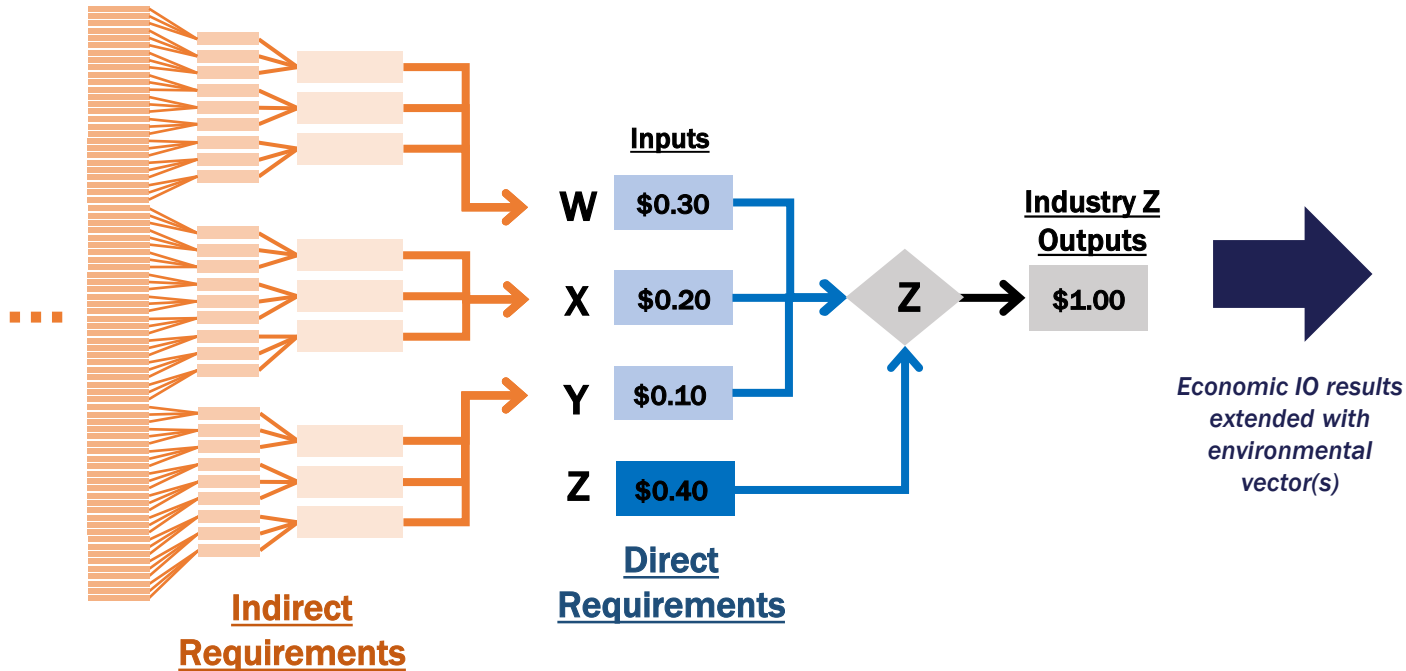 Inputs
W
$0.30
X
$0.20
Y
$0.10
Z
$0.40
Z
Industry Z
Outputs
$1.00
Economic IO results
extended with
environmental
vector(s)
Direct
Requirements
Indirect
Requirements